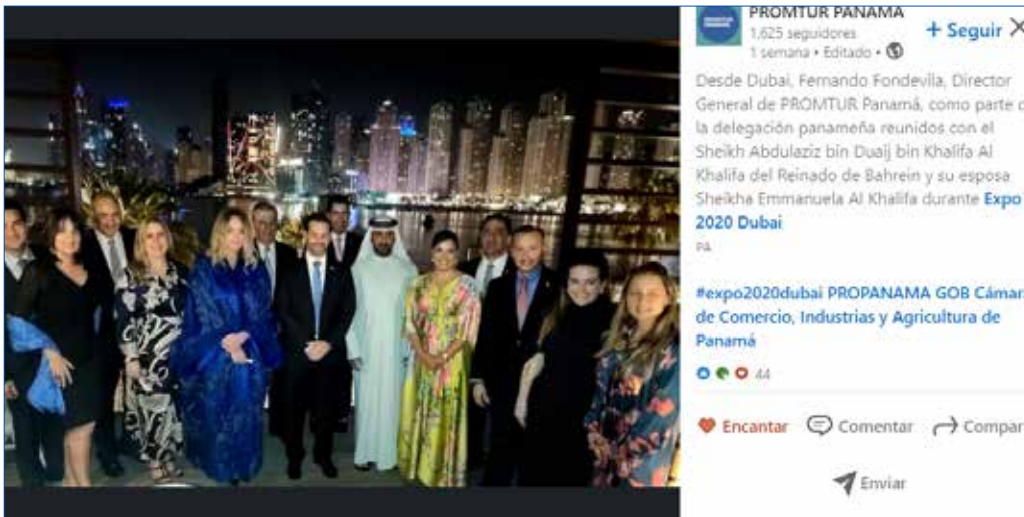 PROMTUR PANAMÁ
1,625 seguidores
+ Seguir
1 semana • Editado •
Desde Dubai, Fernando Fondevila, Director
General de PROMTUR Panamá, como parte d
la delegación panameña reunidos con el
Sheikh Abdulaziz bin Duaij bin Khalifa Al
Khalifa del Reinado de Bahrein y su esposa
Sheikha Emmanuela Al Khalifa durante Expo
2020 Dubai
PA
#expo2020dubai PROPANAMA GOB Cámar
de Comercio, Industrias y Agricultura de
Panamá
44
Encantar Comentar Compar
Enviar